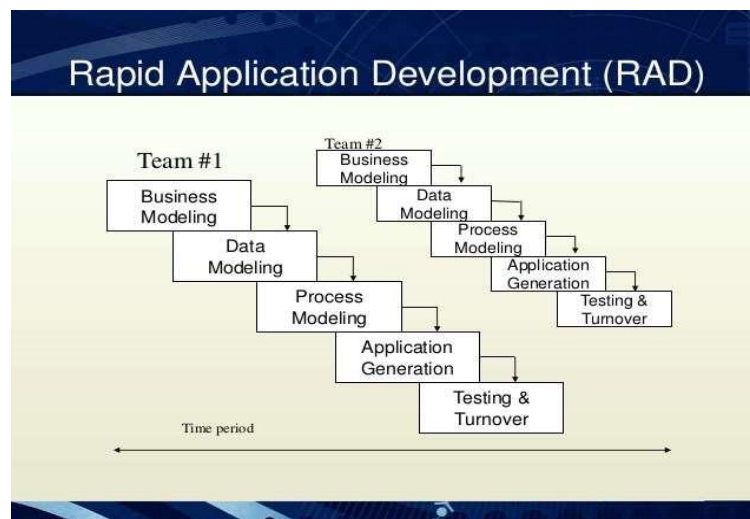 Rapid Application Development (RAD)
Team #1
Business
Modeling
Data
Modeling
Process
Modeling
Application
Generation
Testing &
Turnover
Team #2
Business
Modeling
Data
Modeling
Process
Modeling
Application
Generation
Testing &
Turnover
Time period